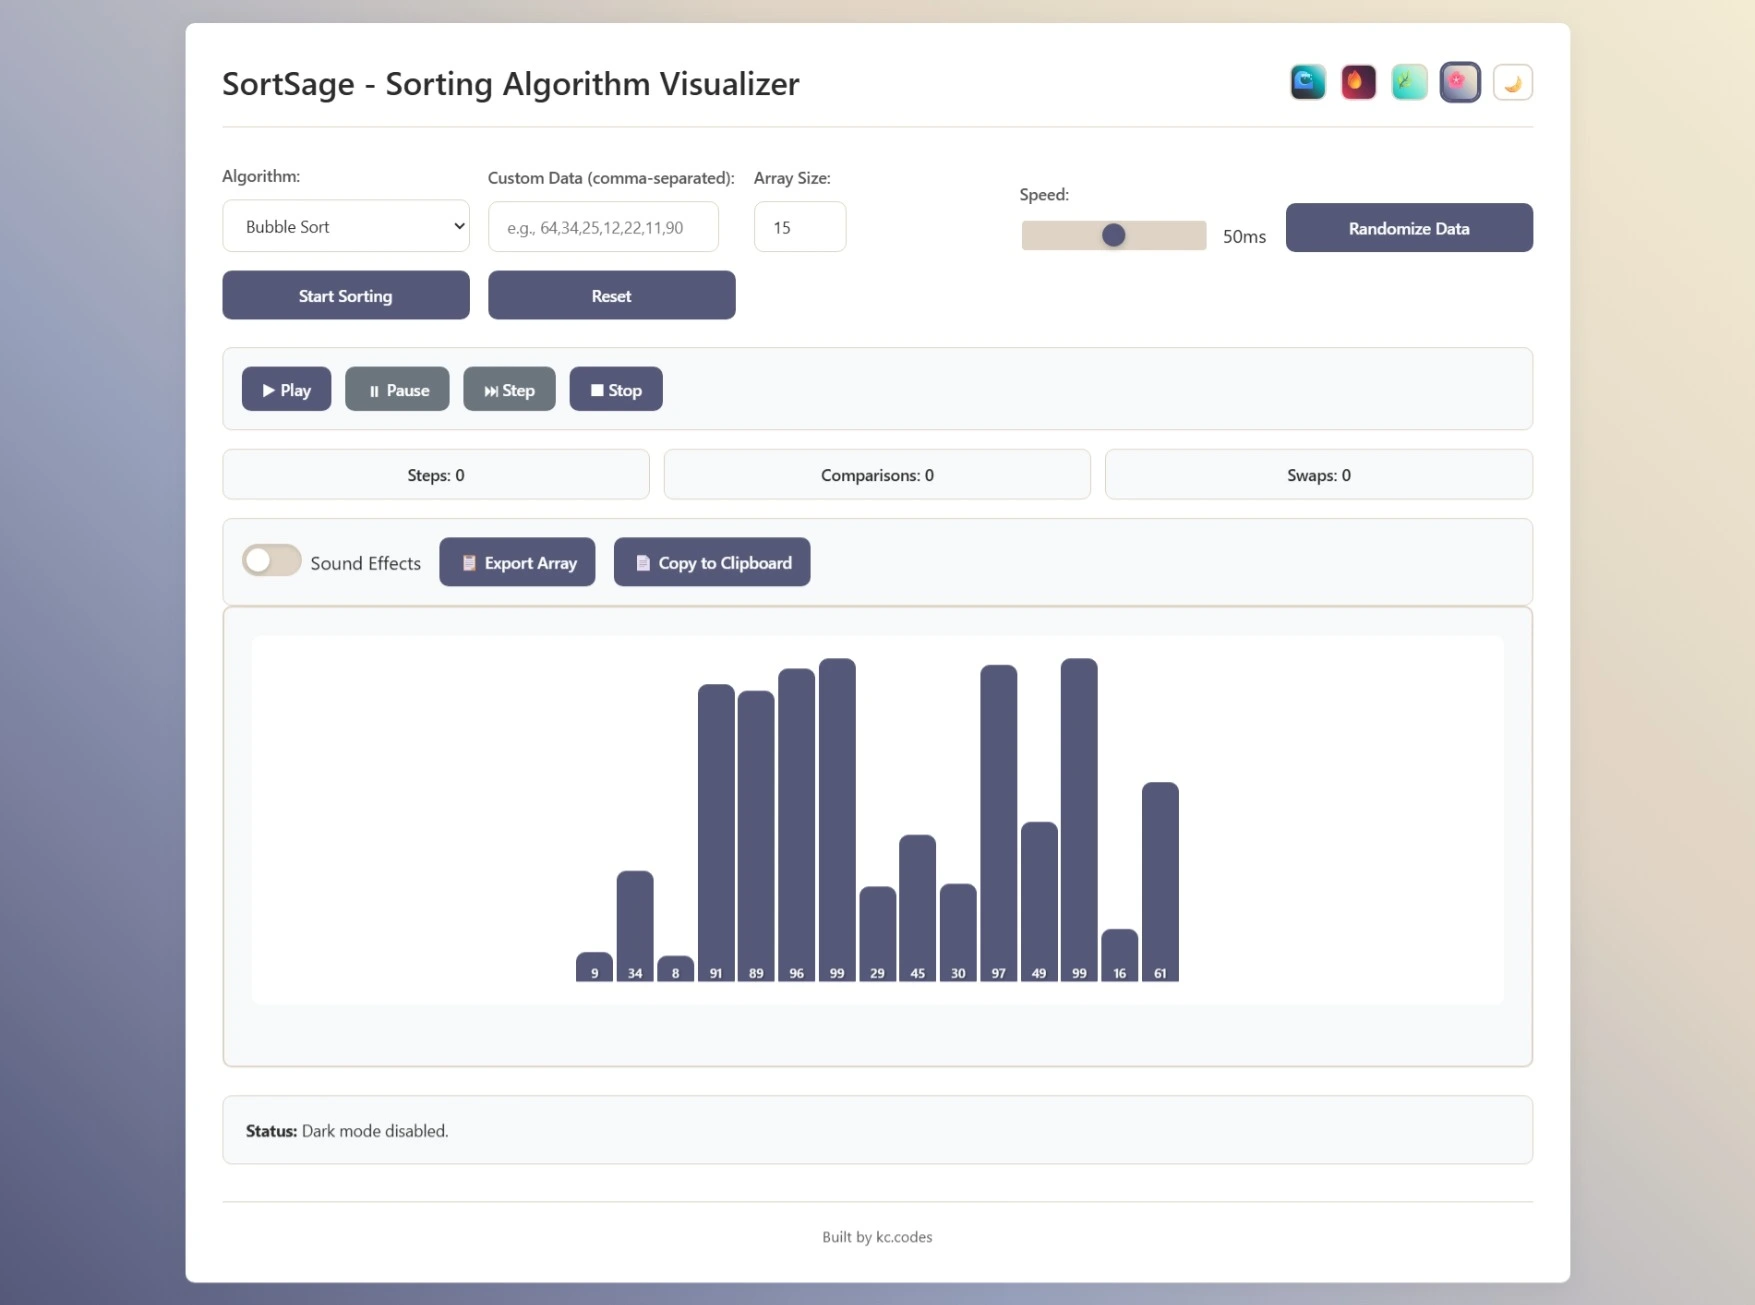 SortSage - Sorting Algorithm Visualizer
Algorithm:
Custom Data (comma-separated):
Array Size:
Speed:
Bubble Sort
e.g., 64,34,25,12,22,11,90
15
50ms
Randomize Data
Start Sorting
Reset
Play
Pause
Step
Stop
Steps: 0
Comparisons: 0
Swaps: 0
Sound Effects
Export Array
Copy to Clipboard
9 34 8 91 89 96 99 29 45 30 97 49 99 16 61
Status: Dark mode disabled.
Built by kc.codes